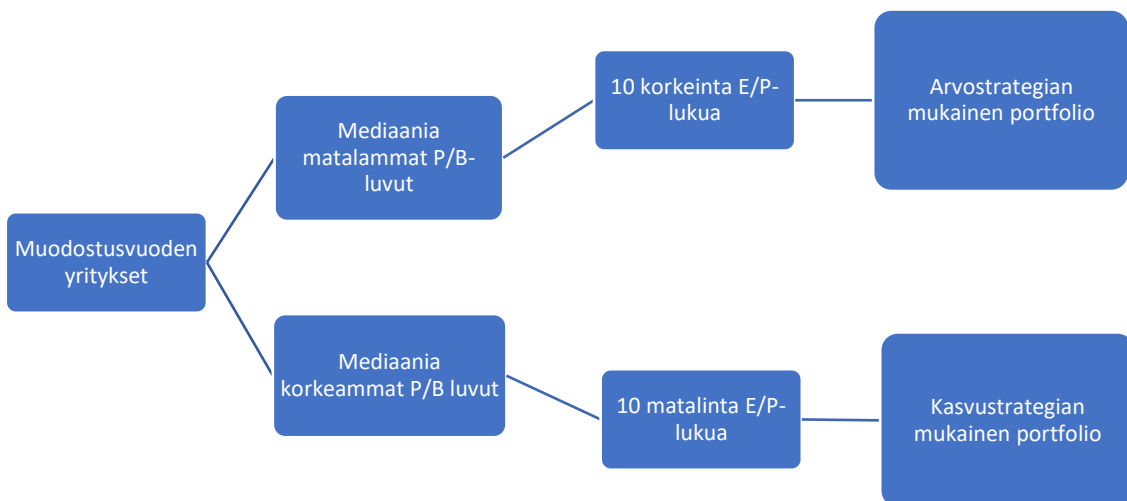 Muodostusvuoden
yritykset
Mediaania
matalammat P/B-
luvut
10 korkeinta E/P-
lukua
Arvostrategian
mukainen portfolio
Mediaania
korkeammat P/B luvut
10 matalinta E/P-
lukua
Kasvustrategian
mukainen portfolio